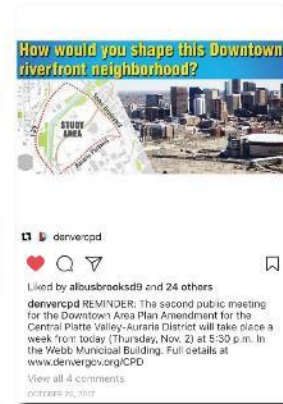 How would you shape this Downtown
riverfront neighborhood?
STUDY
AREA
denvercpd
Liked by albusbrooksd9 and 24 others
denvercpd REMINDER: The second public meeting
for the Downtown Area Plan Amendment for the
Central Platte Valley-Auraria District will take place a
week from today (Thursday, Nov. 2) at 5:30 p.m. in
the Webb Municipal Building. Full details at
www.denvergov.org/CPD
View all 4 comments